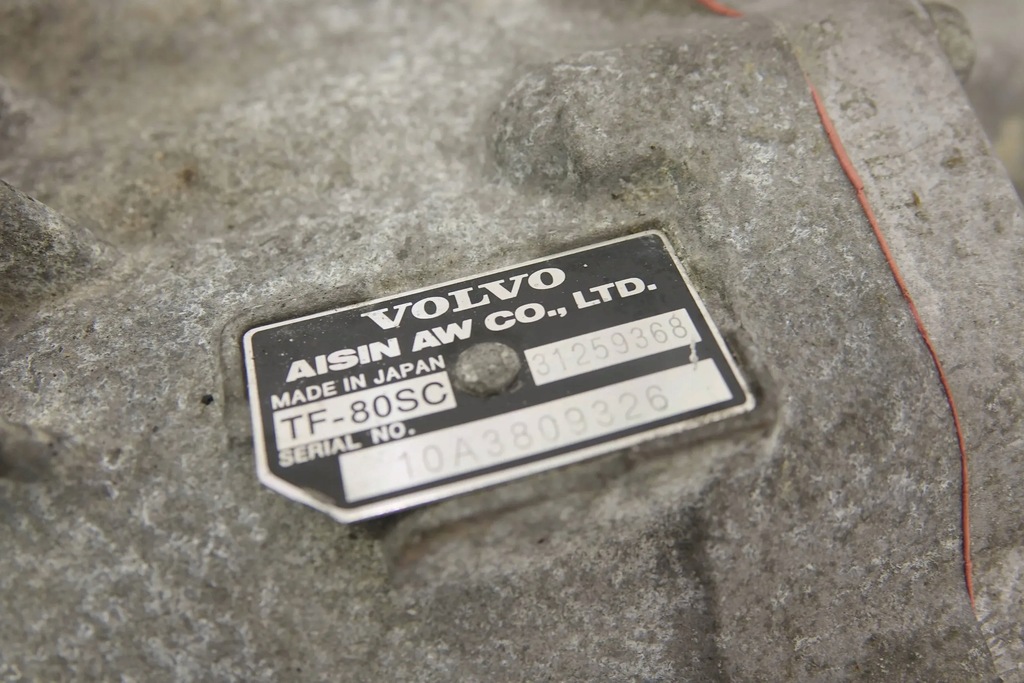 VOLVO
AISIN AW CO., LTD.
MADE IN JAPAN
31259368
TF-80SC
SERIAL NO.
10A3809326